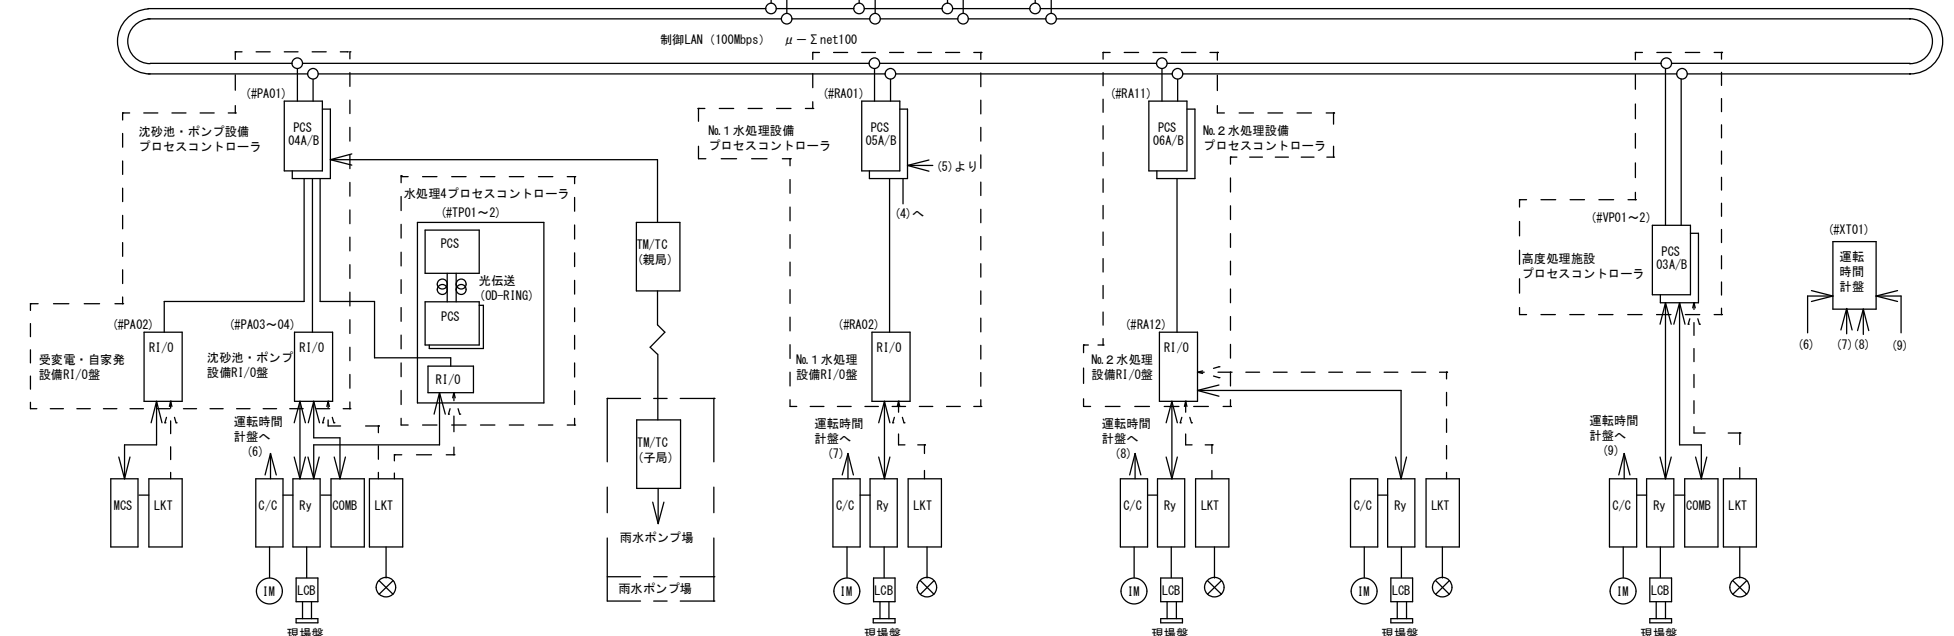 制御LAN (100Mbps)　μ－Σnet100
(#PA01)
PCS
04A/B
沈砂池・ポンプ設備
プロセスコントローラ
水処理4プロセスコントローラ
(#TP01～2)
PCS
光伝送
(OD-RING)
PCS
RI/O
TM/TC
(親局)
(#PA02)
RI/O
受変電・自家発
設備RI/O盤
(#PA03～04)
RI/O
沈砂池・ポンプ
設備RI/O盤
運転時間
計盤へ
(6)
MCS
LKT
C/C
Ry
COMB
LKT
IM
LCB
現場盤
TM/TC
(子局)
雨水ポンプ場
雨水ポンプ場
(#RA01)
PCS
05A/B
№1水処理設備
プロセスコントローラ
(5)より
(4)へ
(#RA02)
RI/O
№1水処理
設備RI/O盤
運転時間
計盤へ
(7)
C/C
Ry
LKT
IM
LCB
現場盤
(#RA11)
PCS
06A/B
№2水処理設備
プロセスコントローラ
(#RA12)
RI/O
№2水処理
設備RI/O盤
運転時間
計盤へ
(8)
C/C
Ry
LKT
IM
LCB
現場盤
C/C
Ry
LKT
IM
LCB
現場盤
(#VP01～2)
PCS
03A/B
高度処理施設
プロセスコントローラ
運転時間
計盤へ
(9)
C/C
Ry
COMB
LKT
IM
LCB
現場盤
(#XT01)
運転
時間
計盤
(6)
(7)
(8)
(9)